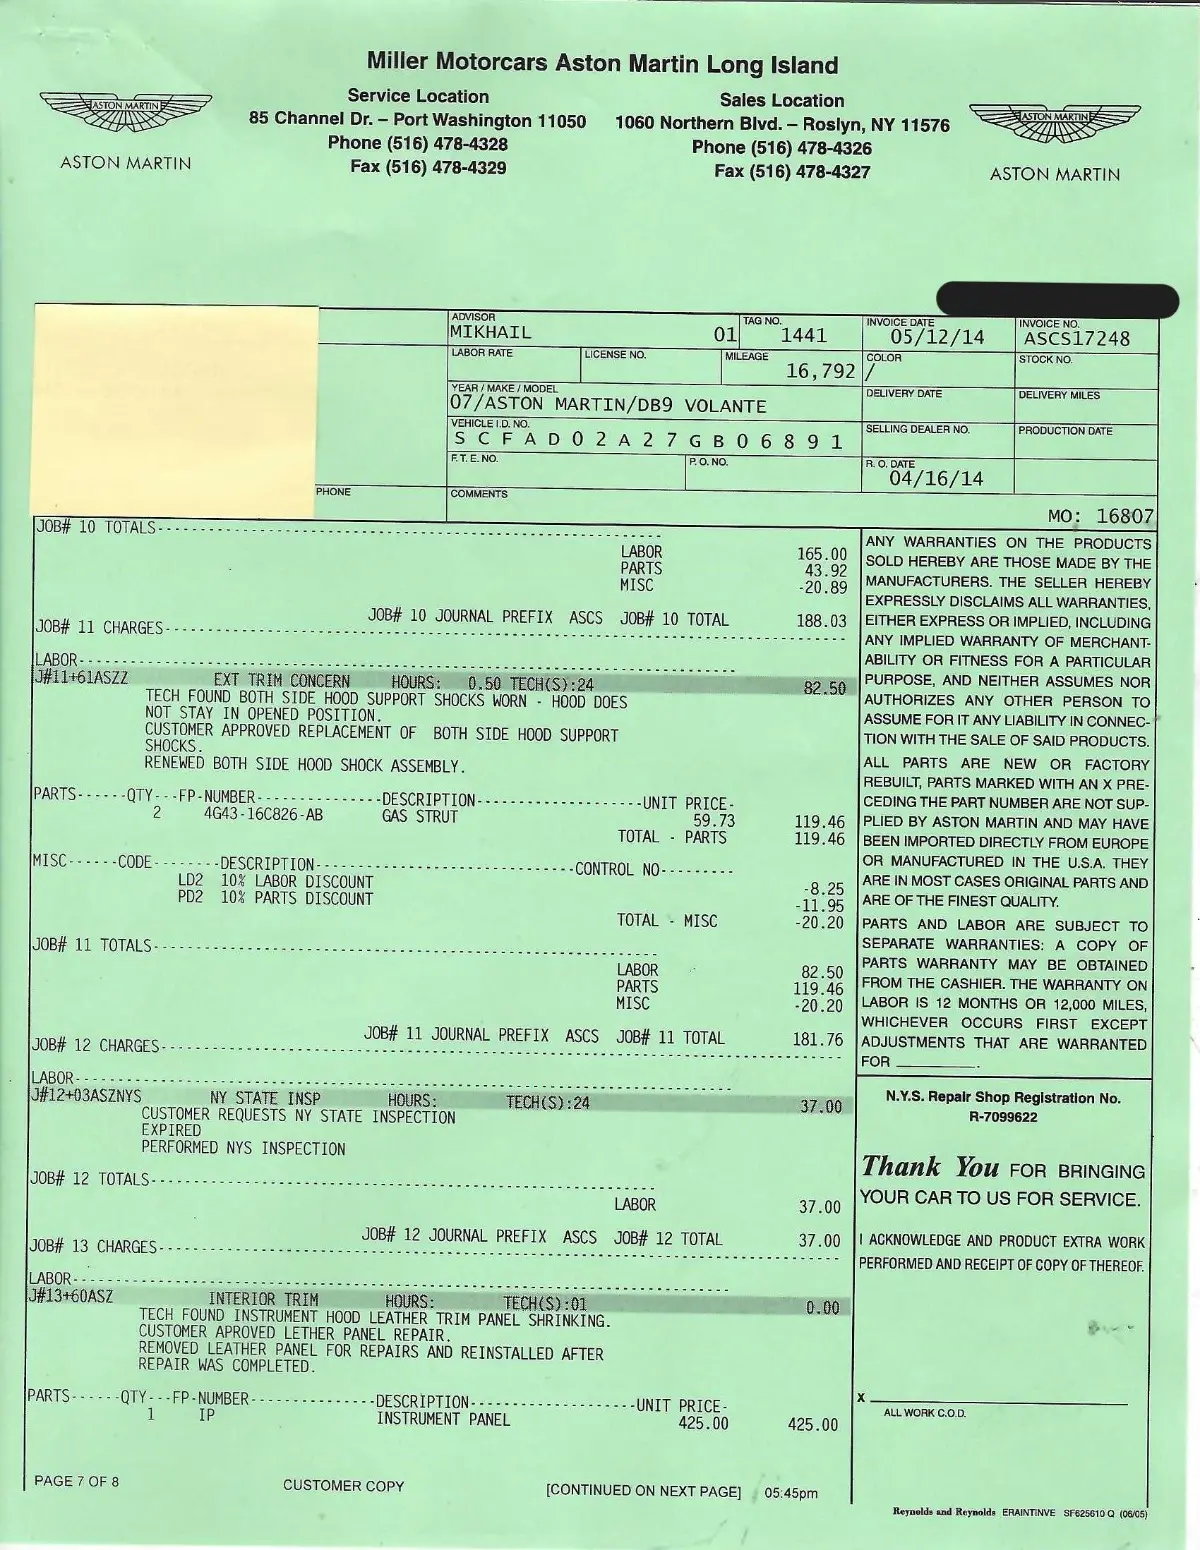 Miller Motorcars Aston Martin Long Island
Service Location
85 Channel Dr. – Port Washington 11050
Phone (516) 478-4328
Fax (516) 478-4329
Sales Location
1060 Northern Blvd. – Roslyn, NY 11576
Phone (516) 478-4326
Fax (516) 478-4327
ASTON MARTIN
ASTON MARTIN
ASTON MARTIN
ASTON MARTIN
ADVISOR
MIKHAIL 01
TAG NO.
1441
INVOICE DATE
05/12/14
INVOICE NO.
ASCS17248
LABOR RATE
LICENSE NO.
MILEAGE
16,792
COLOR
/
STOCK NO.
YEAR / MAKE / MODEL
07/ASTON MARTIN/DB9 VOLANTE
DELIVERY DATE
DELIVERY MILES
VEHICLE I.D. NO.
S C F A D 0 2 A 2 7 G B 0 6 8 9 1
SELLING DEALER NO.
PRODUCTION DATE
F. T. E. NO.
P. O. NO.
R. O. DATE
04/16/14
PHONE
COMMENTS
MO: 16807
JOB# 10 TOTALS
LABOR 165.00
PARTS 43.92
MISC -20.89
JOB# 10 JOURNAL PREFIX ASCS JOB# 10 TOTAL 188.03
JOB# 11 CHARGES
LABOR
J#11+61ASZZ EXT TRIM CONCERN HOURS: 0.50 TECH(S):24 82.50
TECH FOUND BOTH SIDE HOOD SUPPORT SHOCKS WORN - HOOD DOES
NOT STAY IN OPENED POSITION.
CUSTOMER APPROVED REPLACEMENT OF BOTH SIDE HOOD SUPPORT
SHOCKS.
RENEWED BOTH SIDE HOOD SHOCK ASSEMBLY.
PARTS------QTY---FP-NUMBER---------------DESCRIPTION--------------------UNIT PRICE-
2 4G43-16C826-AB GAS STRUT 59.73 119.46
TOTAL - PARTS 119.46
MISC------CODE--------DESCRIPTION-------------------------------CONTROL NO---------
LD2 10% LABOR DISCOUNT -8.25
PD2 10% PARTS DISCOUNT -11.95
TOTAL - MISC -20.20
JOB# 11 TOTALS
LABOR 82.50
PARTS 119.46
MISC -20.20
JOB# 11 JOURNAL PREFIX ASCS JOB# 11 TOTAL 181.76
JOB# 12 CHARGES
LABOR
J#12+03ASZNYS NY STATE INSP HOURS: TECH(S):24 37.00
CUSTOMER REQUESTS NY STATE INSPECTION
EXPIRED
PERFORMED NYS INSPECTION
JOB# 12 TOTALS
LABOR 37.00
JOB# 12 JOURNAL PREFIX ASCS JOB# 12 TOTAL 37.00
JOB# 13 CHARGES
LABOR
J#13+60ASZ INTERIOR TRIM HOURS: TECH(S):01 0.00
TECH FOUND INSTRUMENT HOOD LEATHER TRIM PANEL SHRINKING.
CUSTOMER APROVED LETHER PANEL REPAIR.
REMOVED LEATHER PANEL FOR REPAIRS AND REINSTALLED AFTER
REPAIR WAS COMPLETED.
PARTS------QTY---FP-NUMBER---------------DESCRIPTION--------------------UNIT PRICE-
1 IP INSTRUMENT PANEL 425.00 425.00
PAGE 7 OF 8
CUSTOMER COPY
[CONTINUED ON NEXT PAGE] 05:45pm
ANY WARRANTIES ON THE PRODUCTS
SOLD HEREBY ARE THOSE MADE BY THE
MANUFACTURERS. THE SELLER HEREBY
EXPRESSLY DISCLAIMS ALL WARRANTIES,
EITHER EXPRESS OR IMPLIED, INCLUDING
ANY IMPLIED WARRANTY OF MERCHANT-
ABILITY OR FITNESS FOR A PARTICULAR
PURPOSE, AND NEITHER ASSUMES NOR
AUTHORIZES ANY OTHER PERSON TO
ASSUME FOR IT ANY LIABILITY IN CONNEC-
TION WITH THE SALE OF SAID PRODUCTS.
ALL PARTS ARE NEW OR FACTORY
REBUILT, PARTS MARKED WITH AN X PRE-
CEDING THE PART NUMBER ARE NOT SUP-
PLIED BY ASTON MARTIN AND MAY HAVE
BEEN IMPORTED DIRECTLY FROM EUROPE
OR MANUFACTURED IN THE U.S.A. THEY
ARE IN MOST CASES ORIGINAL PARTS AND
ARE OF THE FINEST QUALITY.
PARTS AND LABOR ARE SUBJECT TO
SEPARATE WARRANTIES: A COPY OF
PARTS WARRANTY MAY BE OBTAINED
FROM THE CASHIER. THE WARRANTY ON
LABOR IS 12 MONTHS OR 12,000 MILES,
WHICHEVER OCCURS FIRST EXCEPT
ADJUSTMENTS THAT ARE WARRANTED
FOR ________.
N.Y.S. Repair Shop Registration No.
R-7099622
Thank You FOR BRINGING
YOUR CAR TO US FOR SERVICE.
I ACKNOWLEDGE AND PRODUCT EXTRA WORK
PERFORMED AND RECEIPT OF COPY OF THEREOF.
X
ALL WORK C.O.D.
Reynolds and Reynolds ERAINTINVE SF625610 Q (06/05)